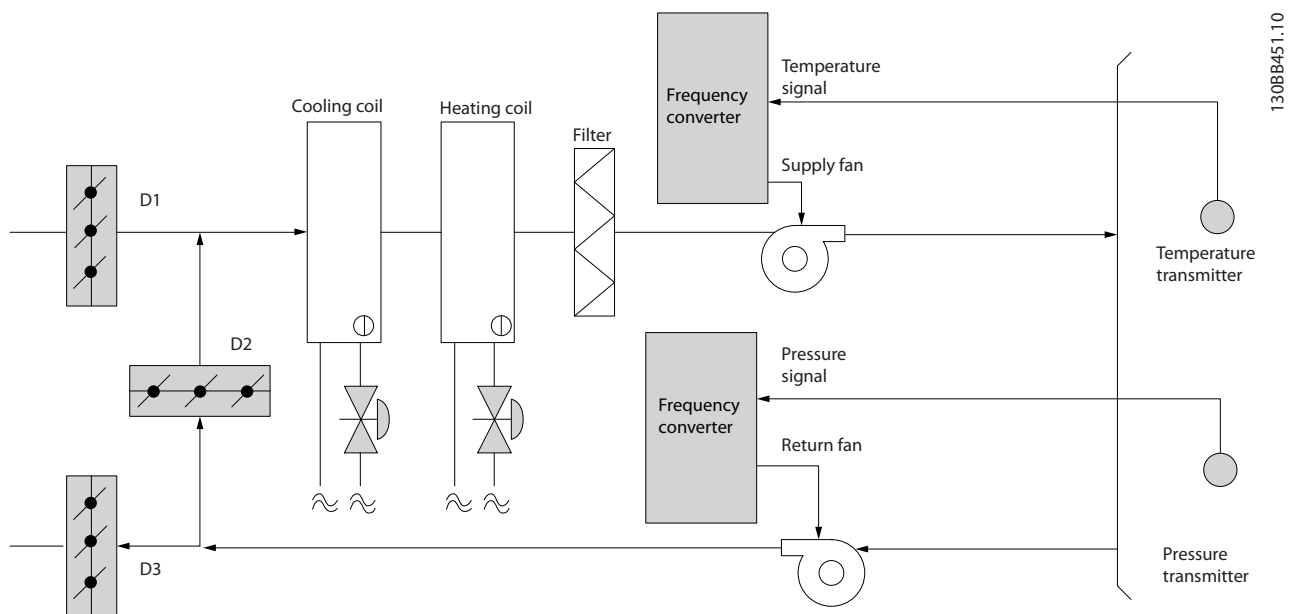 130BB451.10
Temperature
signal
Frequency
converter
Cooling coil
Heating coil
Filter
Supply fan
D1
Temperature
transmitter
D2
Pressure
signal
Frequency
converter
Return fan
D3
Pressure
transmitter